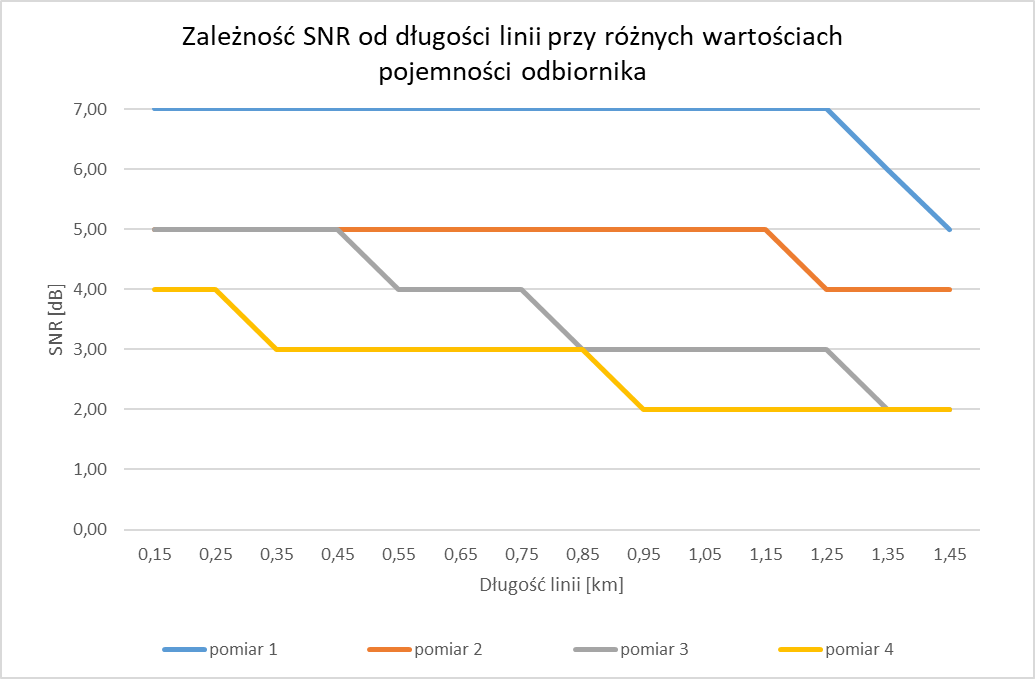 Zależność SNR od długości linii przy różnych wartościach
pojemności odbiornika
7,00
6,00
5,00
4,00
3,00
2,00
1,00
0,00
SNR [dB]
0,15 0,25 0,35 0,45 0,55 0,65 0,75 0,85 0,95 1,05 1,15 1,25 1,35 1,45
Długość linii [km]
pomiar 1 pomiar 2 pomiar 3 pomiar 4